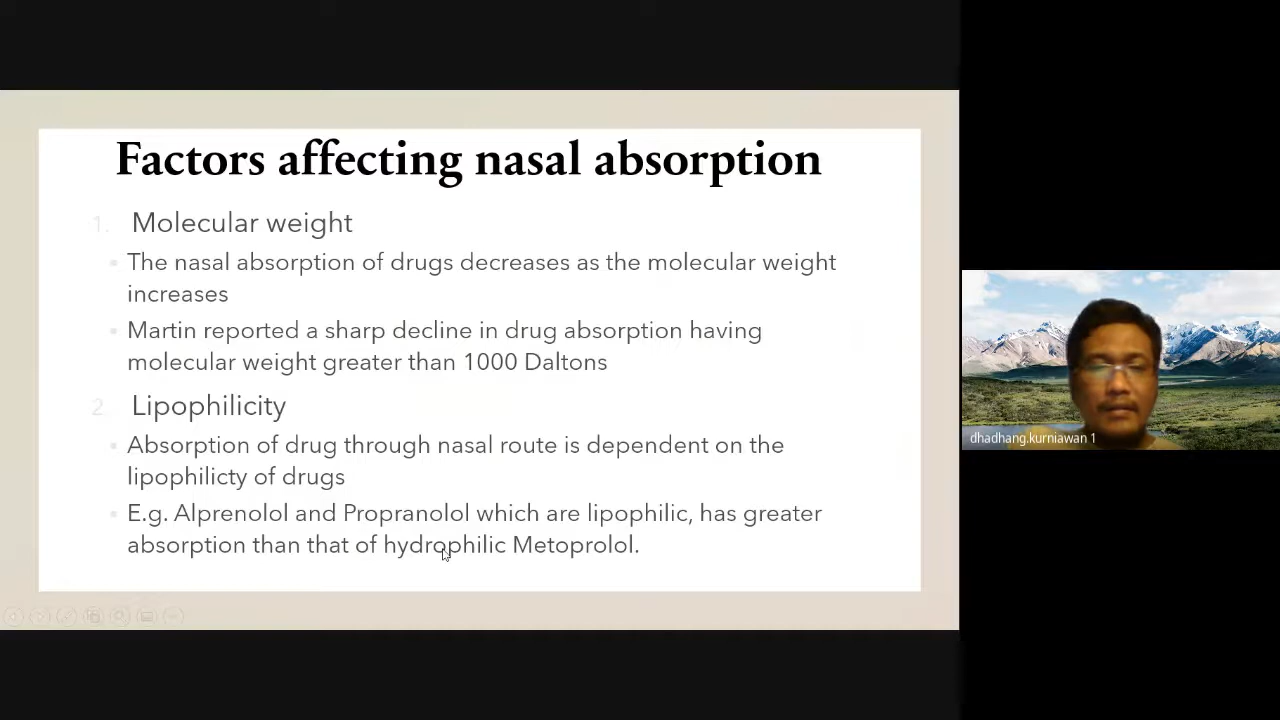 Factors affecting nasal absorption
1. Molecular weight
The nasal absorption of drugs decreases as the molecular weight
increases
Martin reported a sharp decline in drug absorption having
molecular weight greater than 1000 Daltons
2. Lipophilicity
Absorption of drug through nasal route is dependent on the
lipophilicty of drugs
E.g. Alprenolol and Propranolol which are lipophilic, has greater
absorption than that of hydrophilic Metoprolol.
dhadhang.kurniawan 1